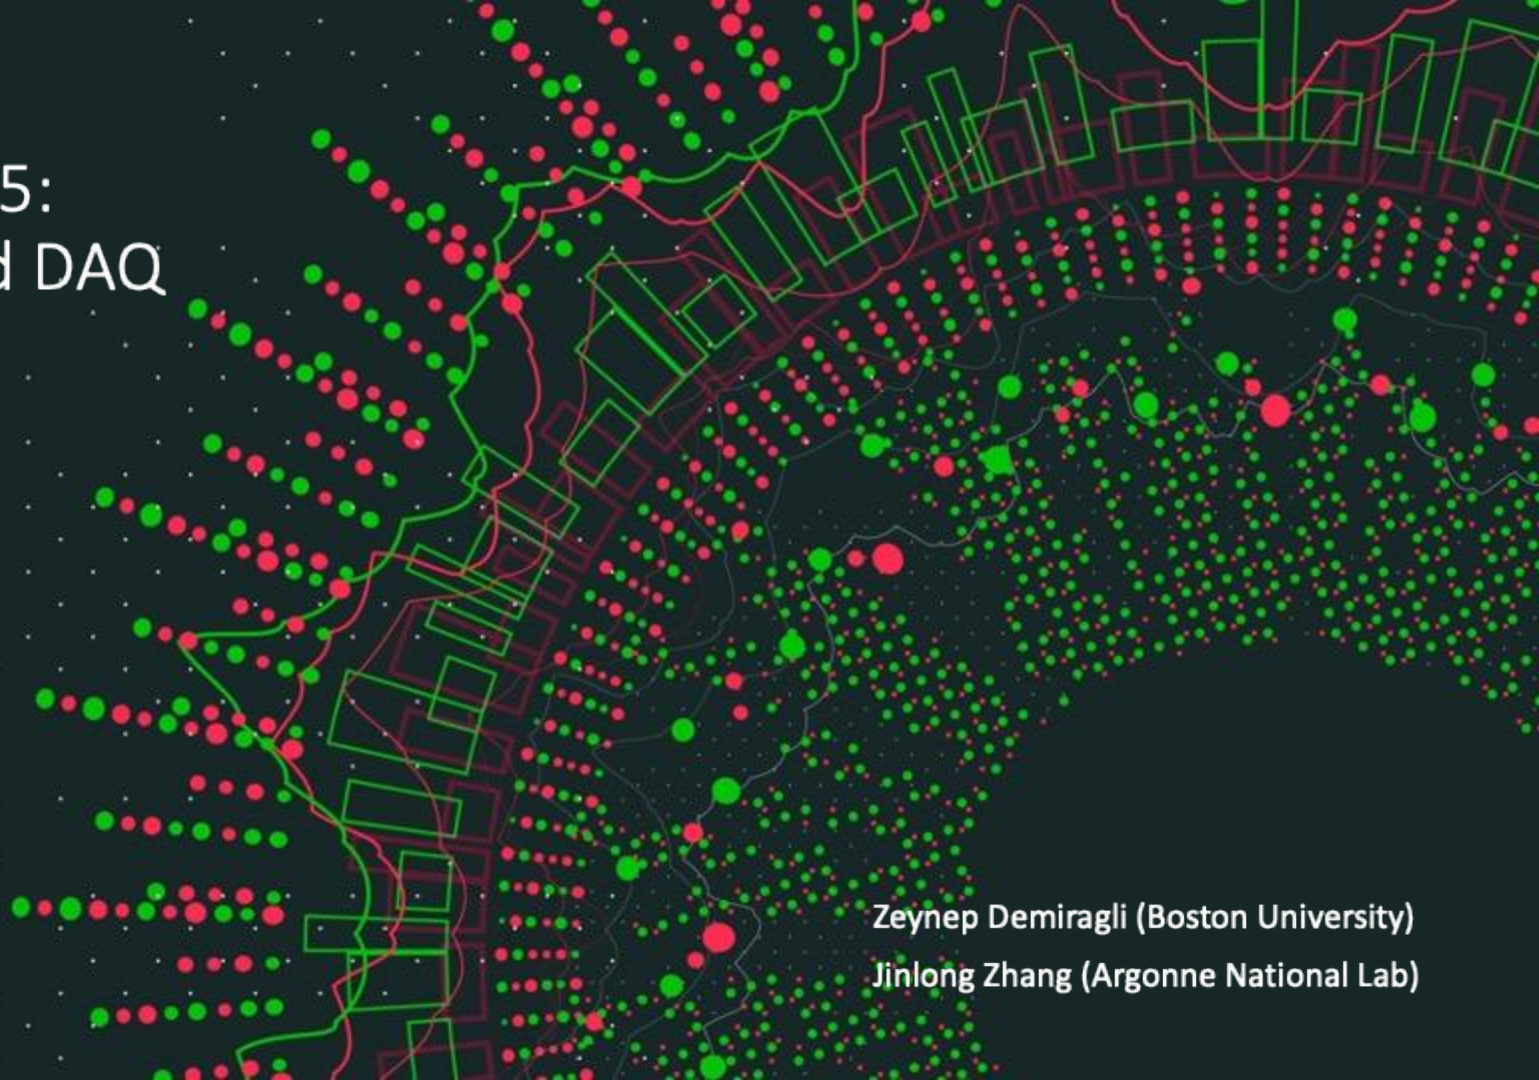 5:
d DAQ
Zeynep Demiragli (Boston University)
Jinlong Zhang (Argonne National Lab)